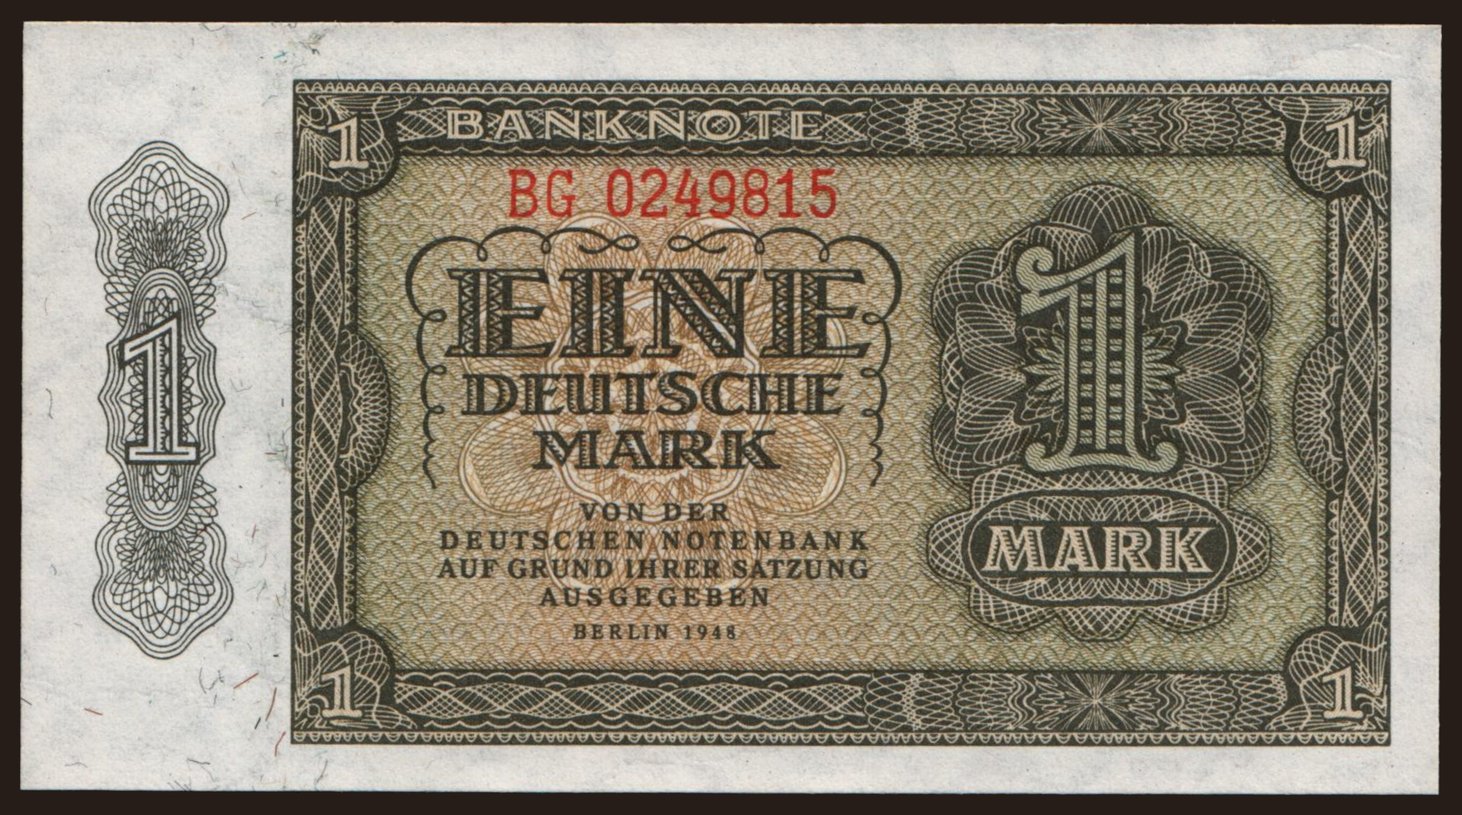 1 BANKNOTE 1
BG 0249815
EINE
DEUTSCHE
MARK
VON DER
DEUTSCHEN NOTENBANK
AUF GRUND IHRER SATZUNG
AUSGEGEBEN
BERLIN 1948
1
1
MARK
1 1